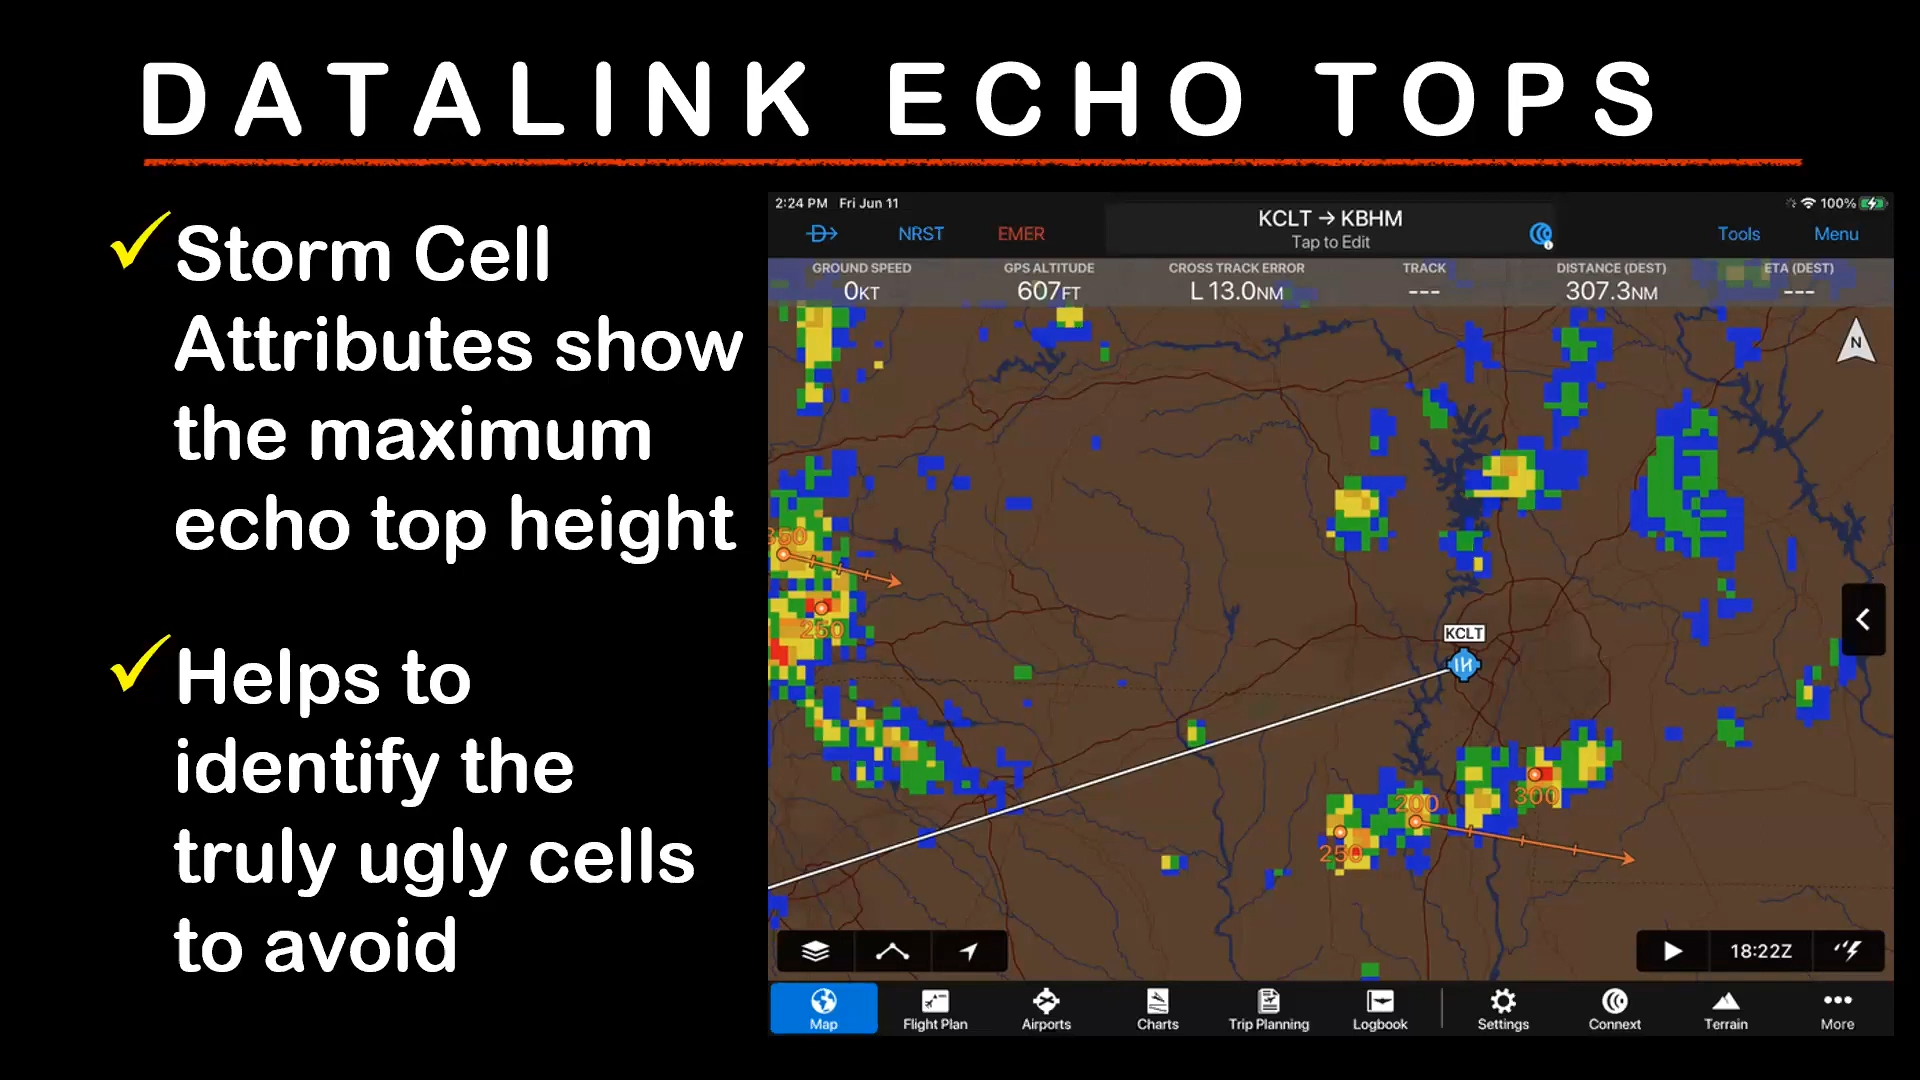 DATALINK ECHO TOPS
Storm Cell
Attributes show
the maximum
echo top height
Helps to
identify the
truly ugly cells
to avoid
2:24 PM Fri Jun 11
100%
NRST
EMER
KCLT → KBHM
Tap to Edit
Tools
Menu
GROUND SPEED
0KT
GPS ALTITUDE
607FT
CROSS TRACK ERROR
L 13.0NM
TRACK
---
DISTANCE (DEST)
307.3NM
ETA (DEST)
---
N
350
250
KCLT
200
300
250
18:22Z
Map
Flight Plan
Airports
Charts
Trip Planning
Logbook
Settings
Connext
Terrain
More